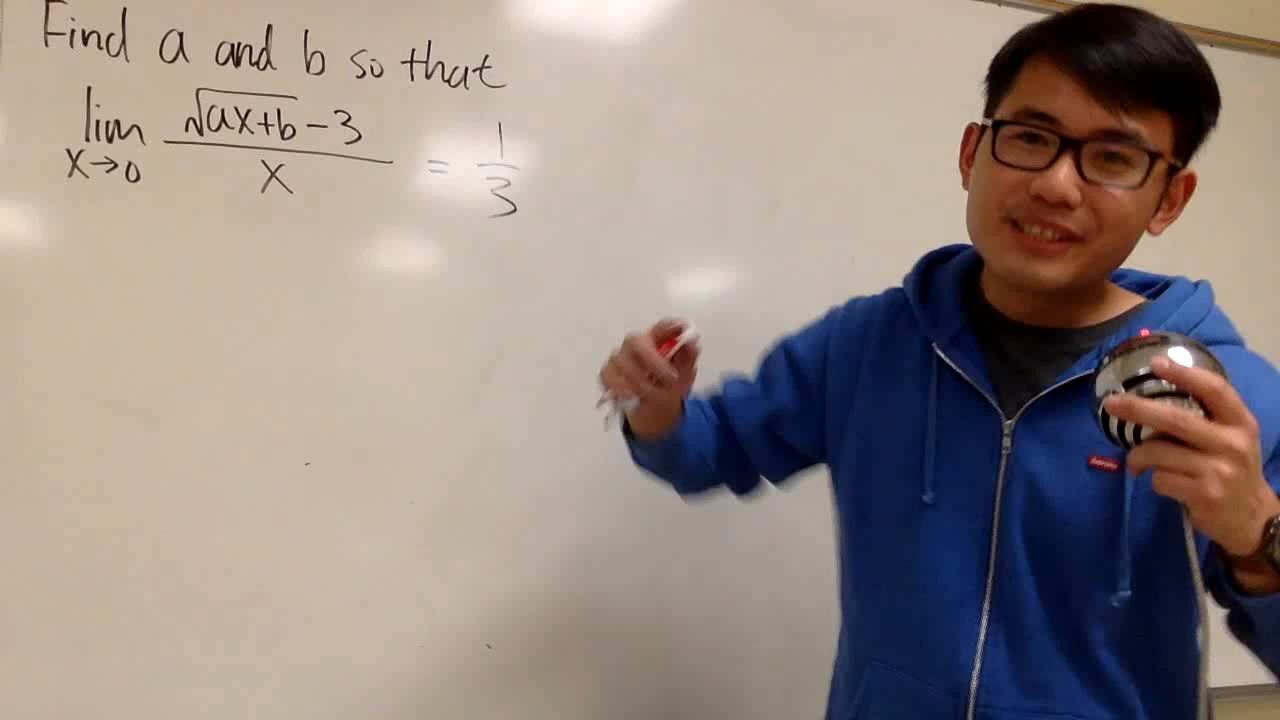 Find a and b so that
lim x→0 (√(ax+b) - 3) / x = 1/3